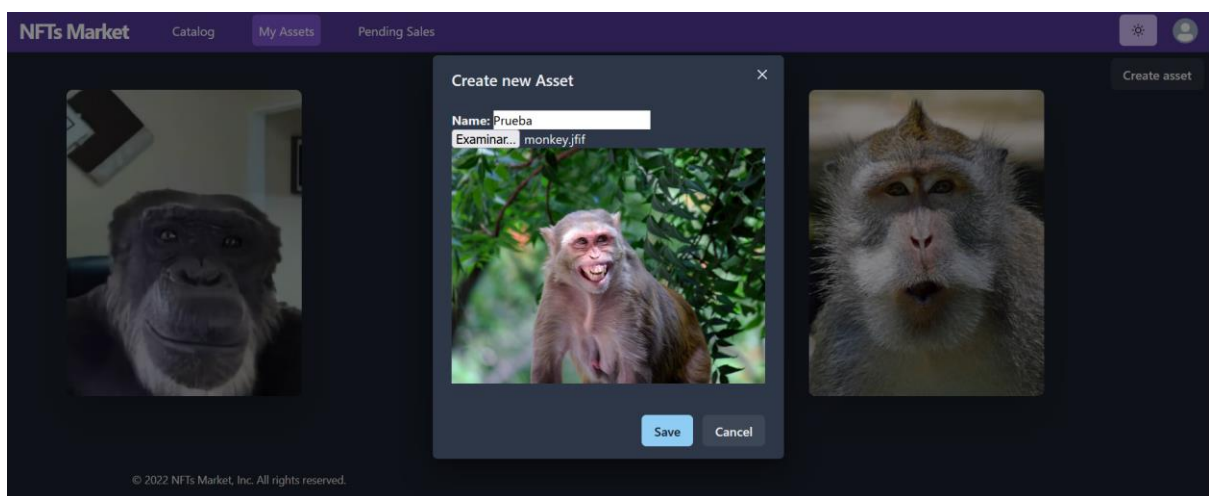 NFTs Market Catalog My Assets Pending Sales
Create asset
Create new Asset
Name: Prueba
Examinar... monkey.jfif
Save Cancel
© 2022 NFTs Market, Inc. All rights reserved.